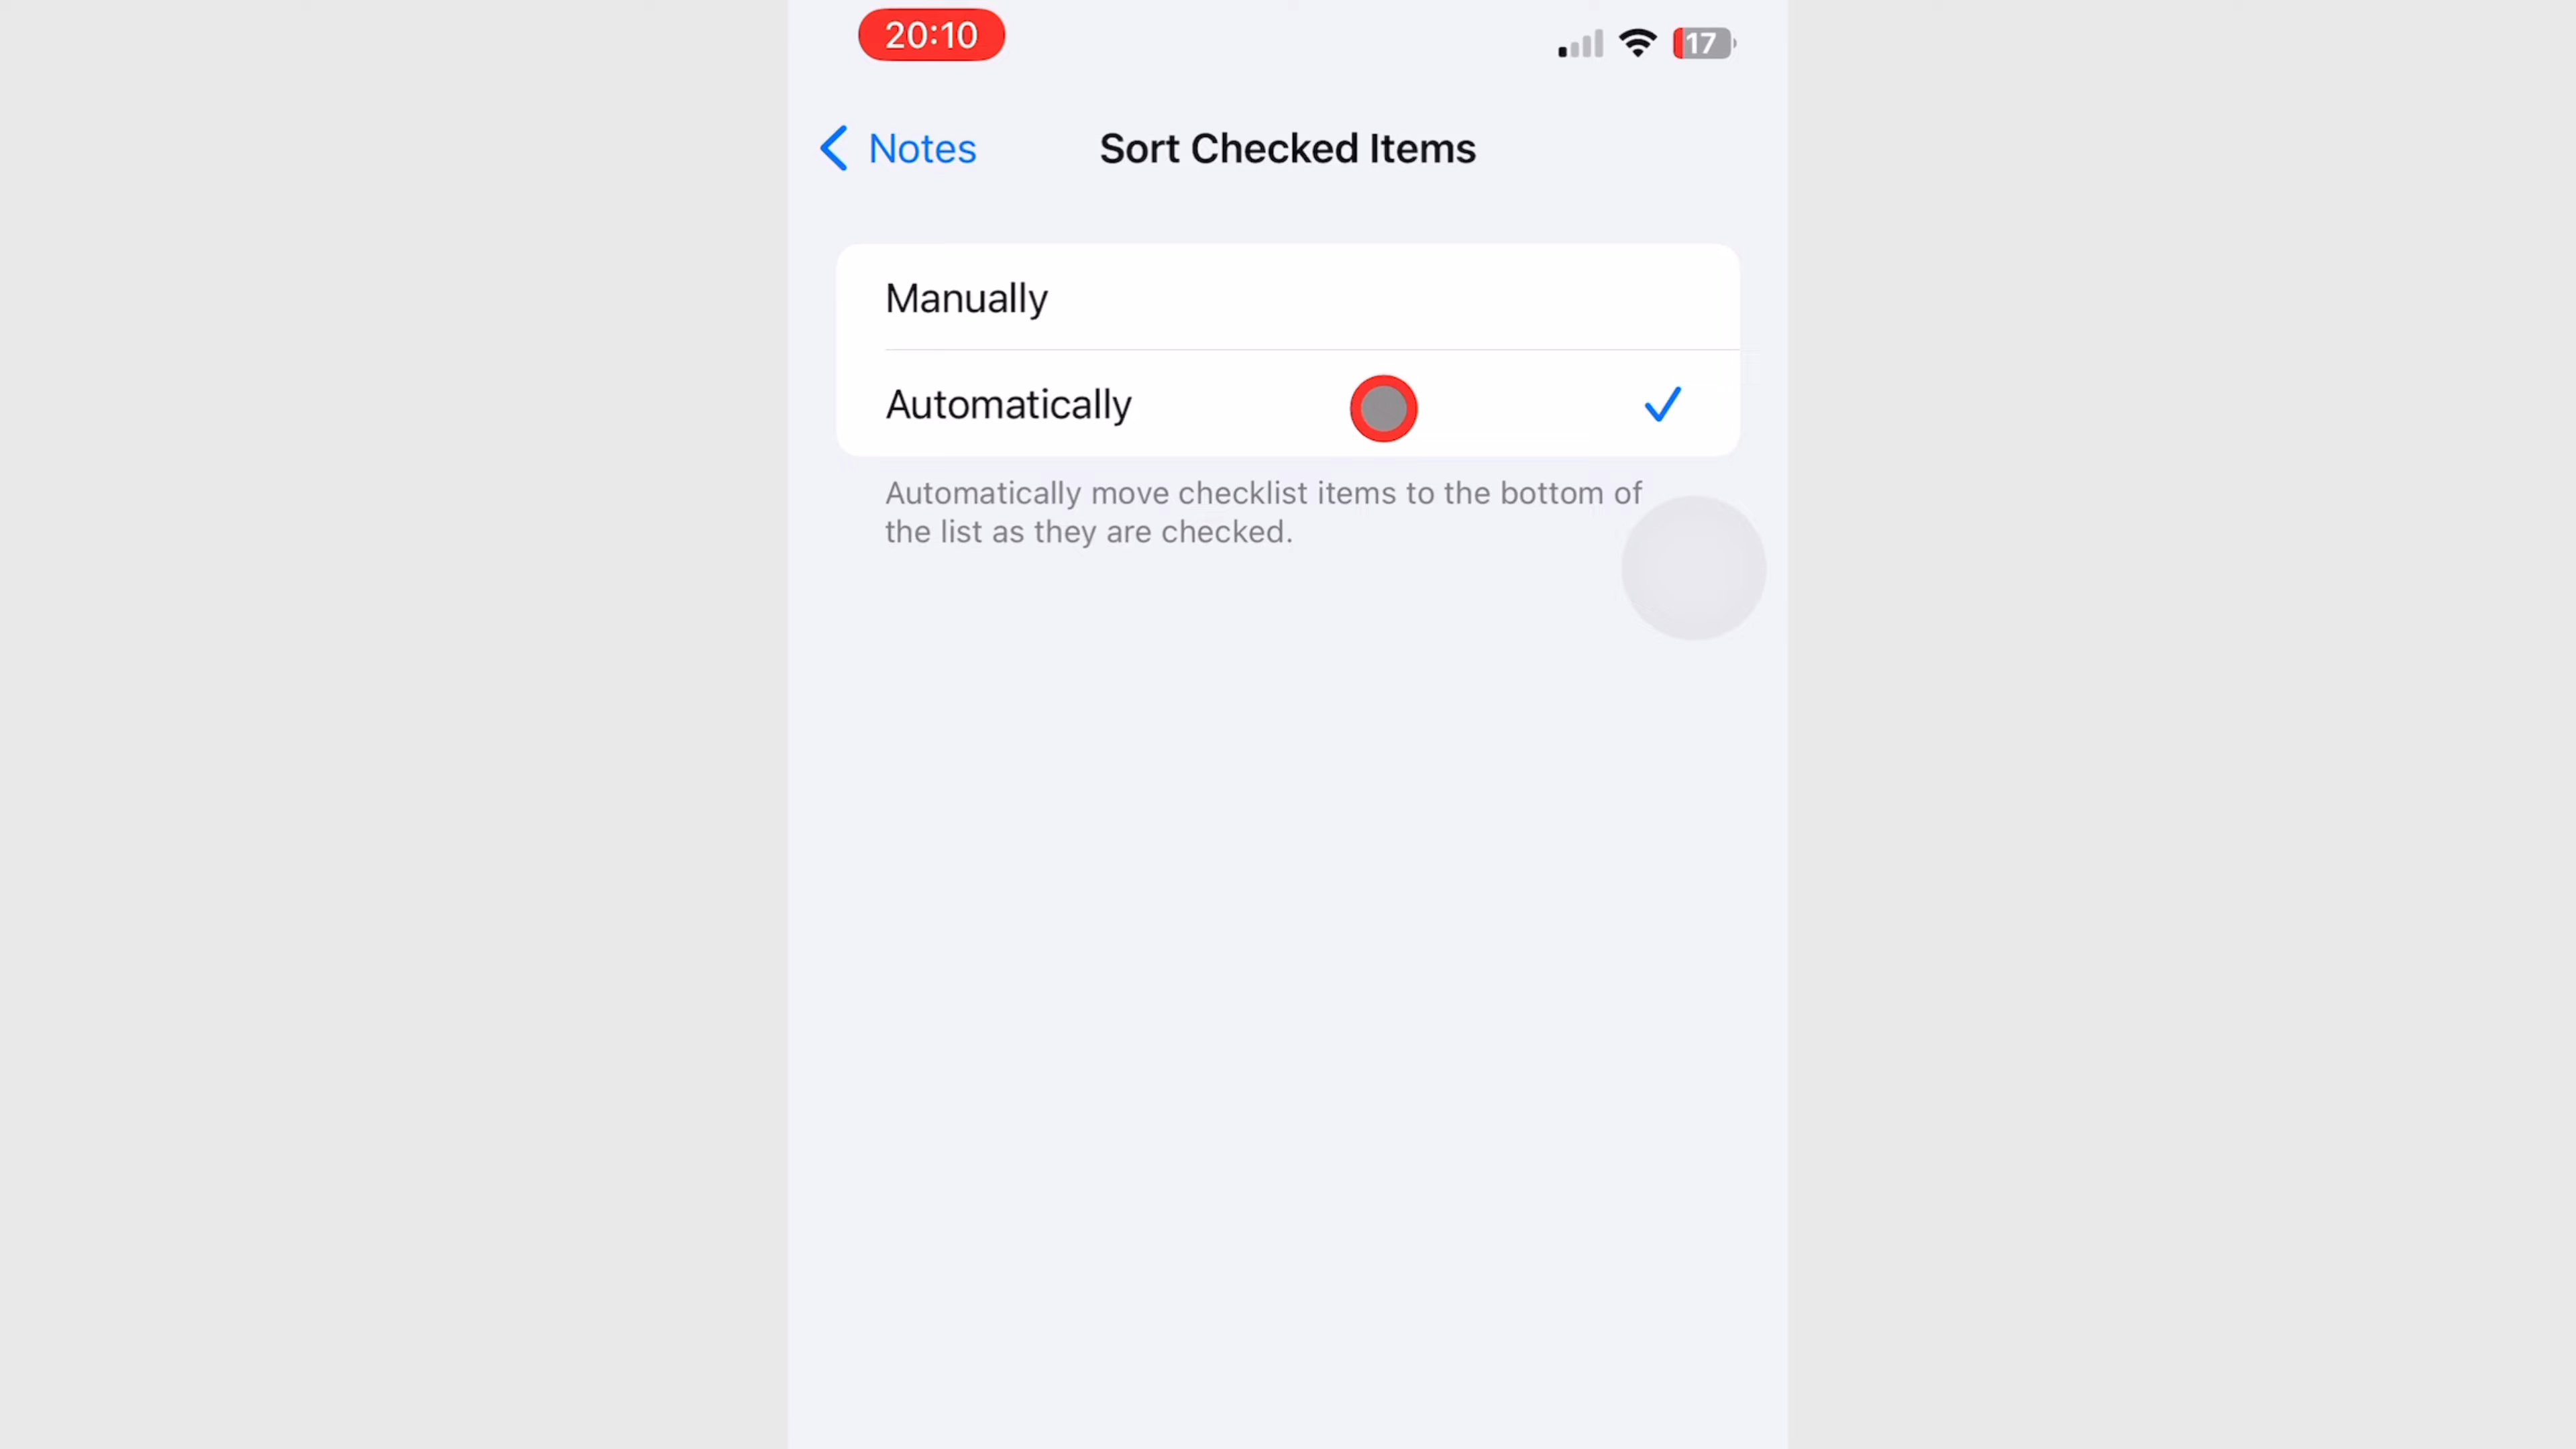 20:10
17
Notes
Sort Checked Items
Manually
Automatically
Automatically move checklist items to the bottom of
the list as they are checked.